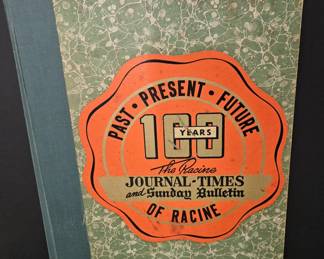 PAST • PRESENT • FUTURE
100
YEARS
The Racine
JOURNAL-TIMES
and Sunday Bulletin
OF RACINE